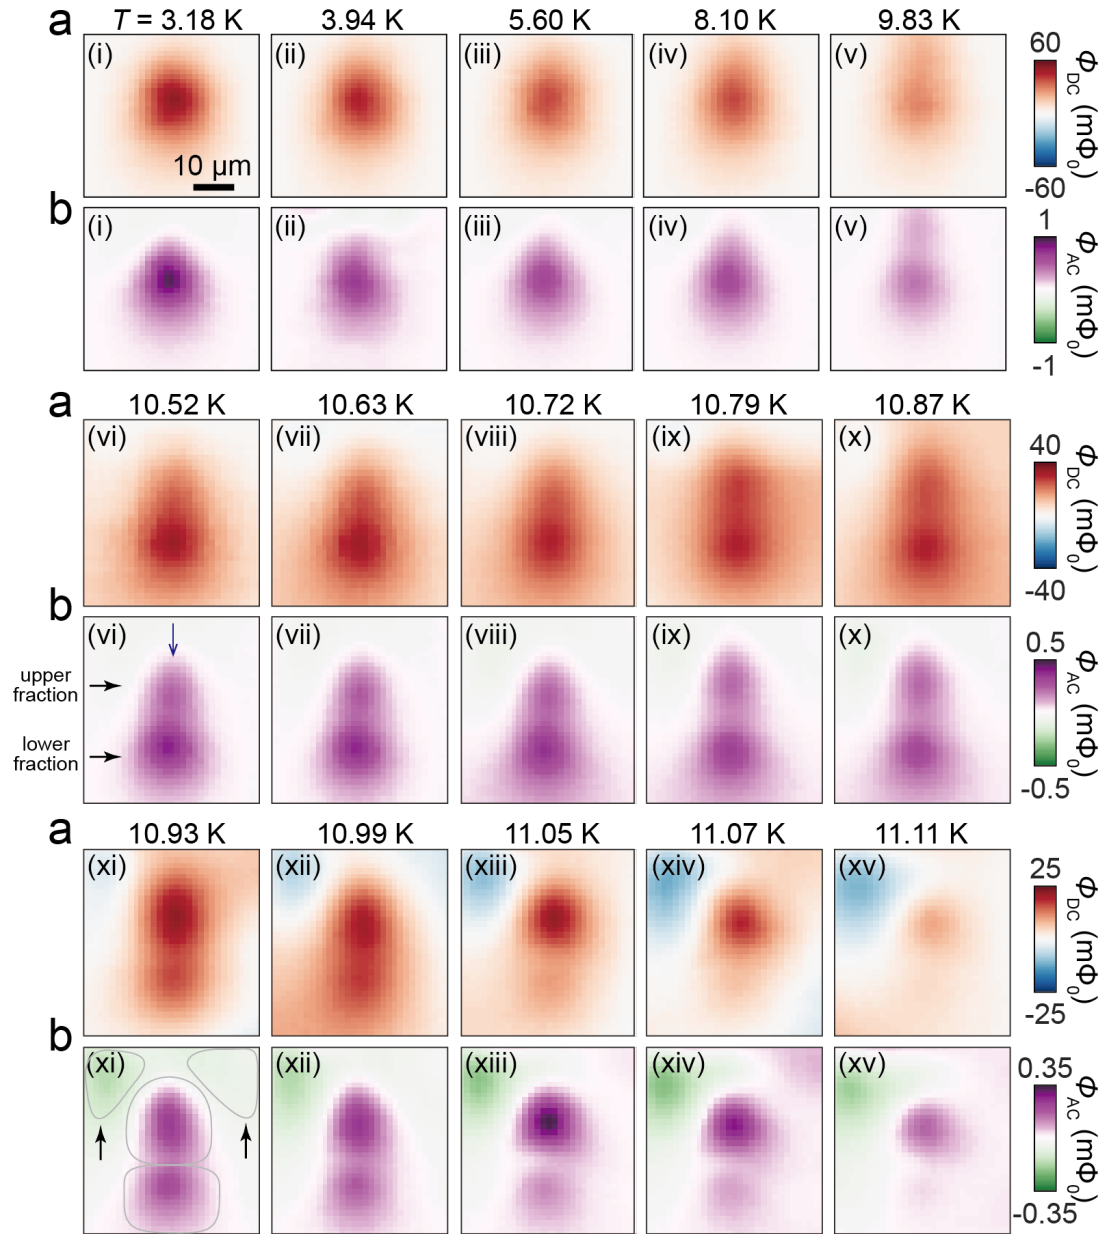 a
T = 3.18 K 3.94 K 5.60 K 8.10 K 9.83 K
(i) (ii) (iii) (iv) (v)
10 μm
60
Φ_DC (mΦ_0)
-60
b
(i) (ii) (iii) (iv) (v)
1
Φ_AC (mΦ_0)
-1
a
10.52 K 10.63 K 10.72 K 10.79 K 10.87 K
(vi) (vii) (viii) (ix) (x)
40
Φ_DC (mΦ_0)
-40
b
(vi) (vii) (viii) (ix) (x)
upper
fraction
lower
fraction
0.5
Φ_AC (mΦ_0)
-0.5
a
10.93 K 10.99 K 11.05 K 11.07 K 11.11 K
(xi) (xii) (xiii) (xiv) (xv)
25
Φ_DC (mΦ_0)
-25
b
(xi) (xii) (xiii) (xiv) (xv)
0.35
Φ_AC (mΦ_0)
-0.35